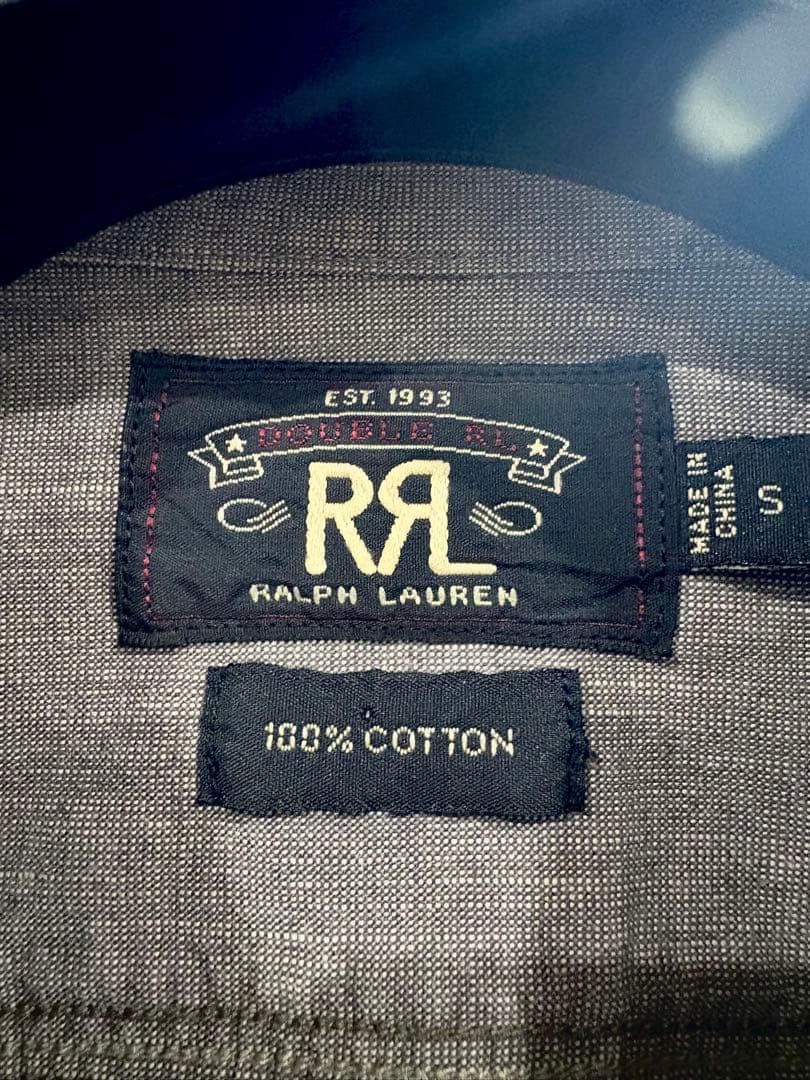 EST. 1993
DOUBLE RL
RRL
RALPH LAUREN
MADE IN
CHINA
S
100% COTTON